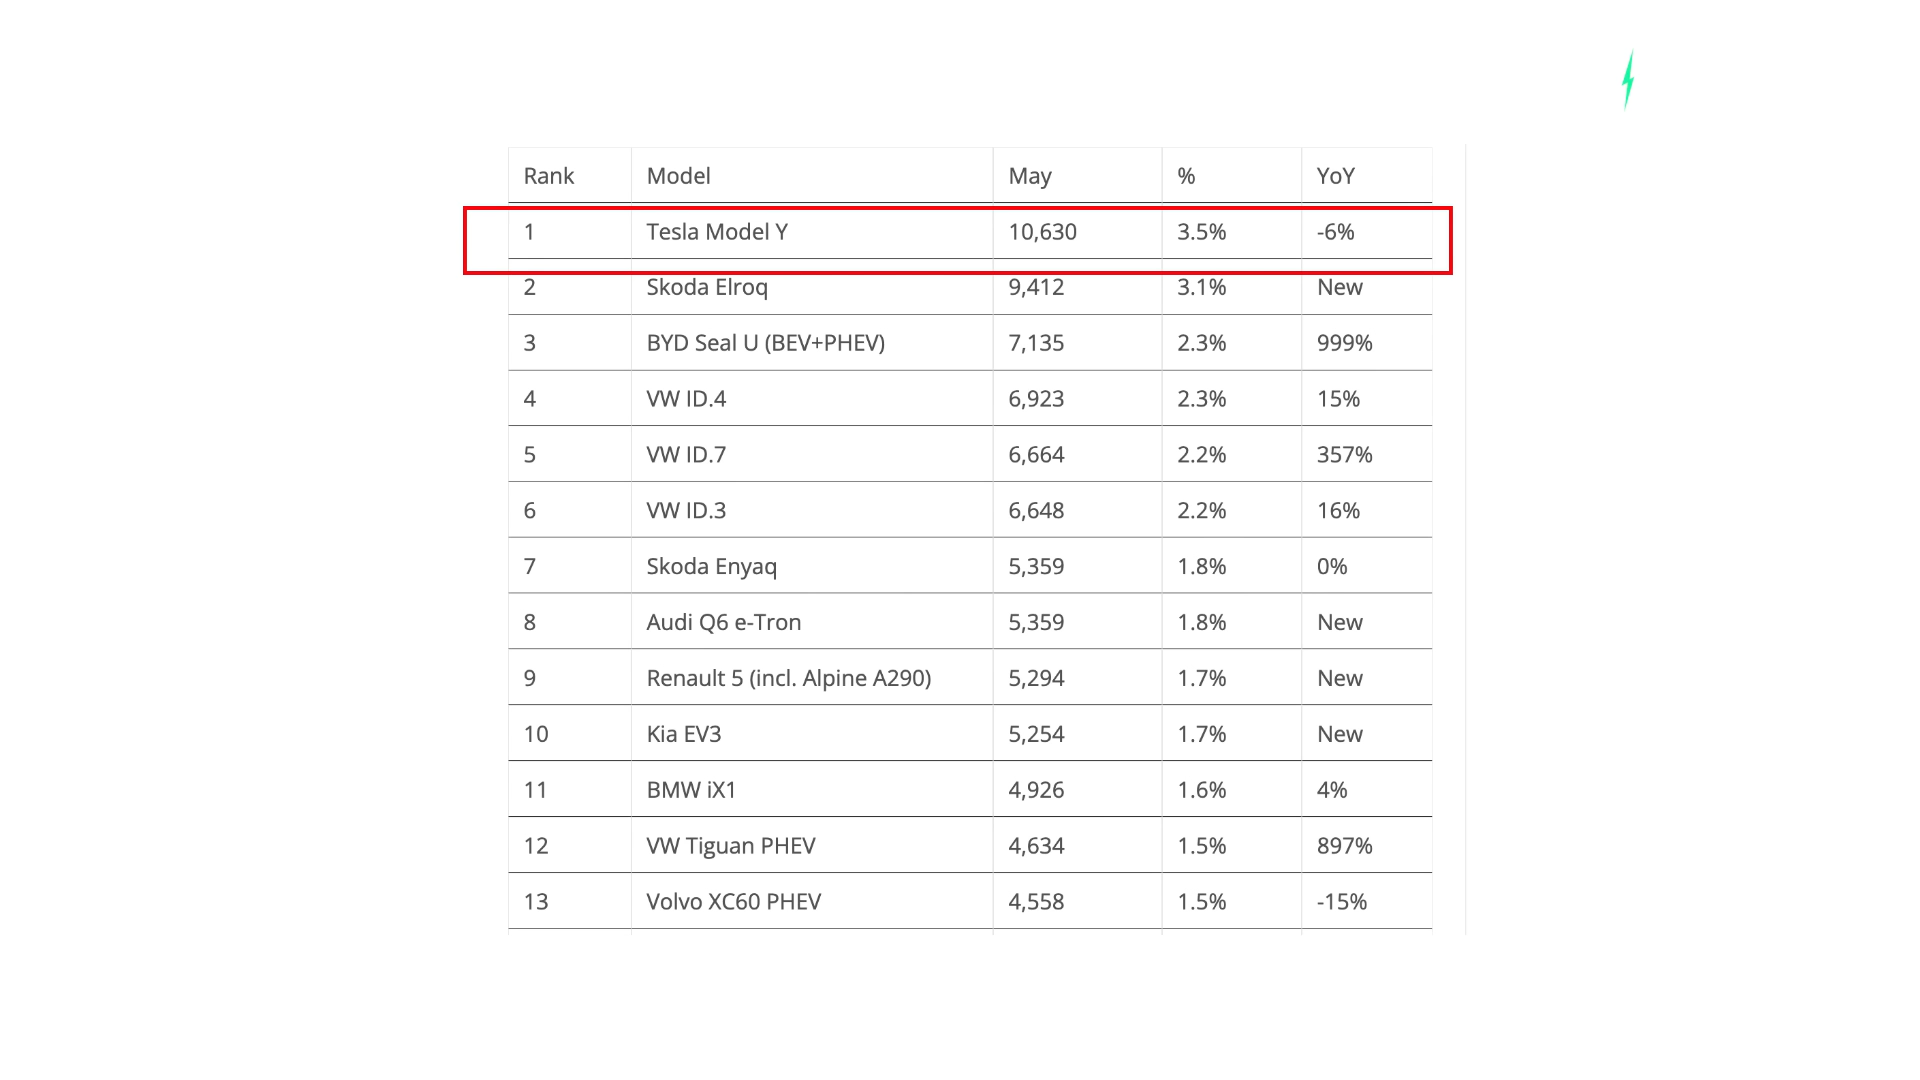 Rank Model May % YoY
1 Tesla Model Y 10,630 3.5% -6%
2 Skoda Elroq 9,412 3.1% New
3 BYD Seal U (BEV+PHEV) 7,135 2.3% 999%
4 VW ID.4 6,923 2.3% 15%
5 VW ID.7 6,664 2.2% 357%
6 VW ID.3 6,648 2.2% 16%
7 Skoda Enyaq 5,359 1.8% 0%
8 Audi Q6 e-Tron 5,359 1.8% New
9 Renault 5 (incl. Alpine A290) 5,294 1.7% New
10 Kia EV3 5,254 1.7% New
11 BMW iX1 4,926 1.6% 4%
12 VW Tiguan PHEV 4,634 1.5% 897%
13 Volvo XC60 PHEV 4,558 1.5% -15%